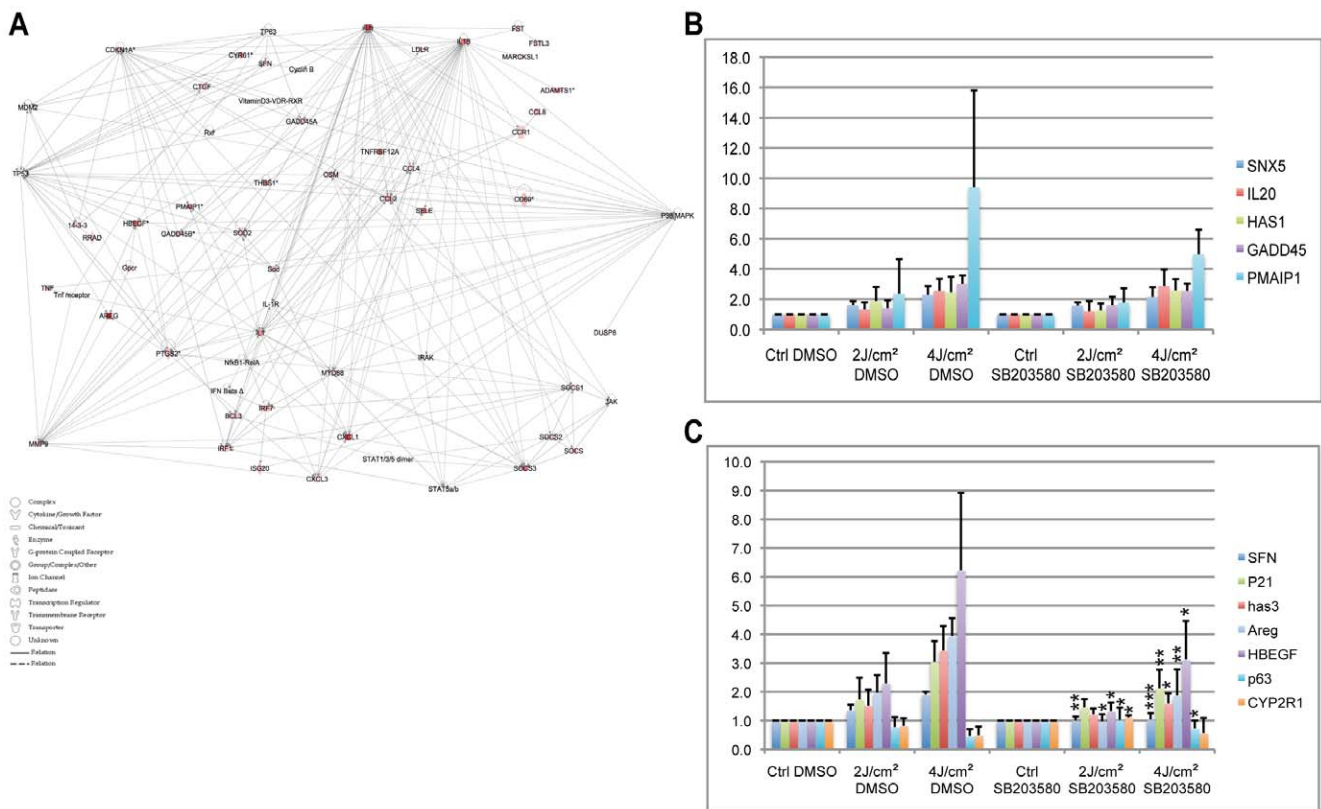 A
TP63
IL8
FST
CDKN1A*
IL1B
FSTL3
CYR61*
LDLR
MARCKSL1
SFN
Cyclin B
CTGF
ADAMTS1*
VitaminD3-VDR-RXR
MDM2
CCL8
GADD45A
CCR1
Rxr
TNFRSF12A
CCL4
TP53
OSM
THBS1*
CCL2
CD69*
PMAIP1*
SELE
P38 MAPK
14-3-3
HBEGF*
RRAD
GADD45B*
SOD2
Gpcr
Sod
TNF
Tnf receptor
IL-1R
AREG
IL1
DUSP6
PTGS2*
NfkB1-RelA
IRAK
MYD88
IFN Beta Δ
SOCS1
JAK
IRF7
BCL3
CXCL1
SOCS2
MMP9
IRF1
SOCS
STAT1/3/5 dimer
ISG20
SOCS3
CXCL3
STAT5a/b
Complex
Cytokine/Growth Factor
Chemical/Toxicant
Enzyme
G-protein Coupled Receptor
Group/Complex/Other
Ion Channel
Peptidase
Transcription Regulator
Transmembrane Receptor
Transporter
Unknown
Relation
Relation
B
18.0
16.0
14.0
12.0
10.0
8.0
6.0
4.0
2.0
0.0
Ctrl DMSO
2J/cm²
DMSO
4J/cm²
DMSO
Ctrl
SB203580
2J/cm²
SB203580
4J/cm²
SB203580
SNX5
IL20
HAS1
GADD45
PMAIP1
C
10.0
9.0
8.0
7.0
6.0
5.0
4.0
3.0
2.0
1.0
0.0
** * * * **
*** ** * ** * *
Ctrl DMSO
2J/cm²
DMSO
4J/cm²
DMSO
Ctrl
SB203580
2J/cm²
SB203580
4J/cm²
SB203580
SFN
P21
has3
Areg
HBEGF
p63
CYP2R1